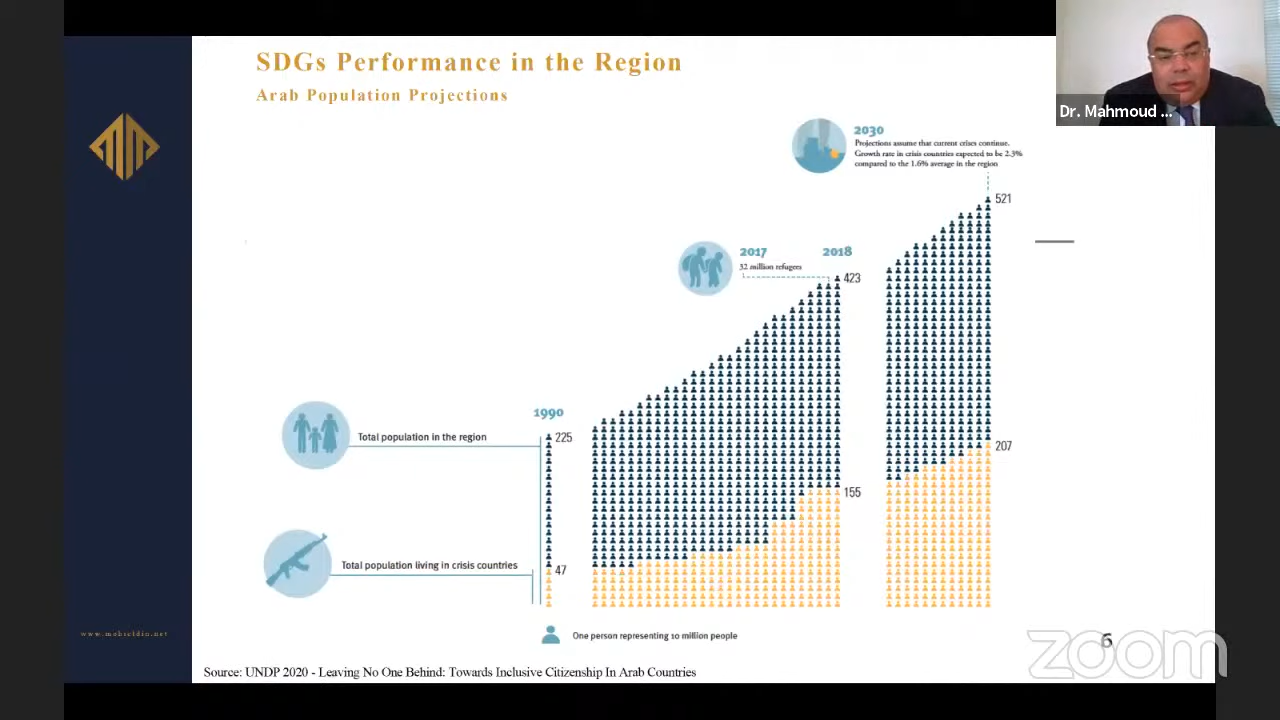 SDGs Performance in the Region
Arab Population Projections
Dr. Mahmoud ...
2030
Projections assume that current crises continue.
Growth rate in crisis countries expected to be 2.3%
compared to the 1.6% average in the region
521
2017
32 million refugees
2018
423
1990
225
Total population in the region
207
155
Total population living in crisis countries
47
One person representing 10 million people
www.mohieldin.net
6
zoom
Source: UNDP 2020 - Leaving No One Behind: Towards Inclusive Citizenship In Arab Countries